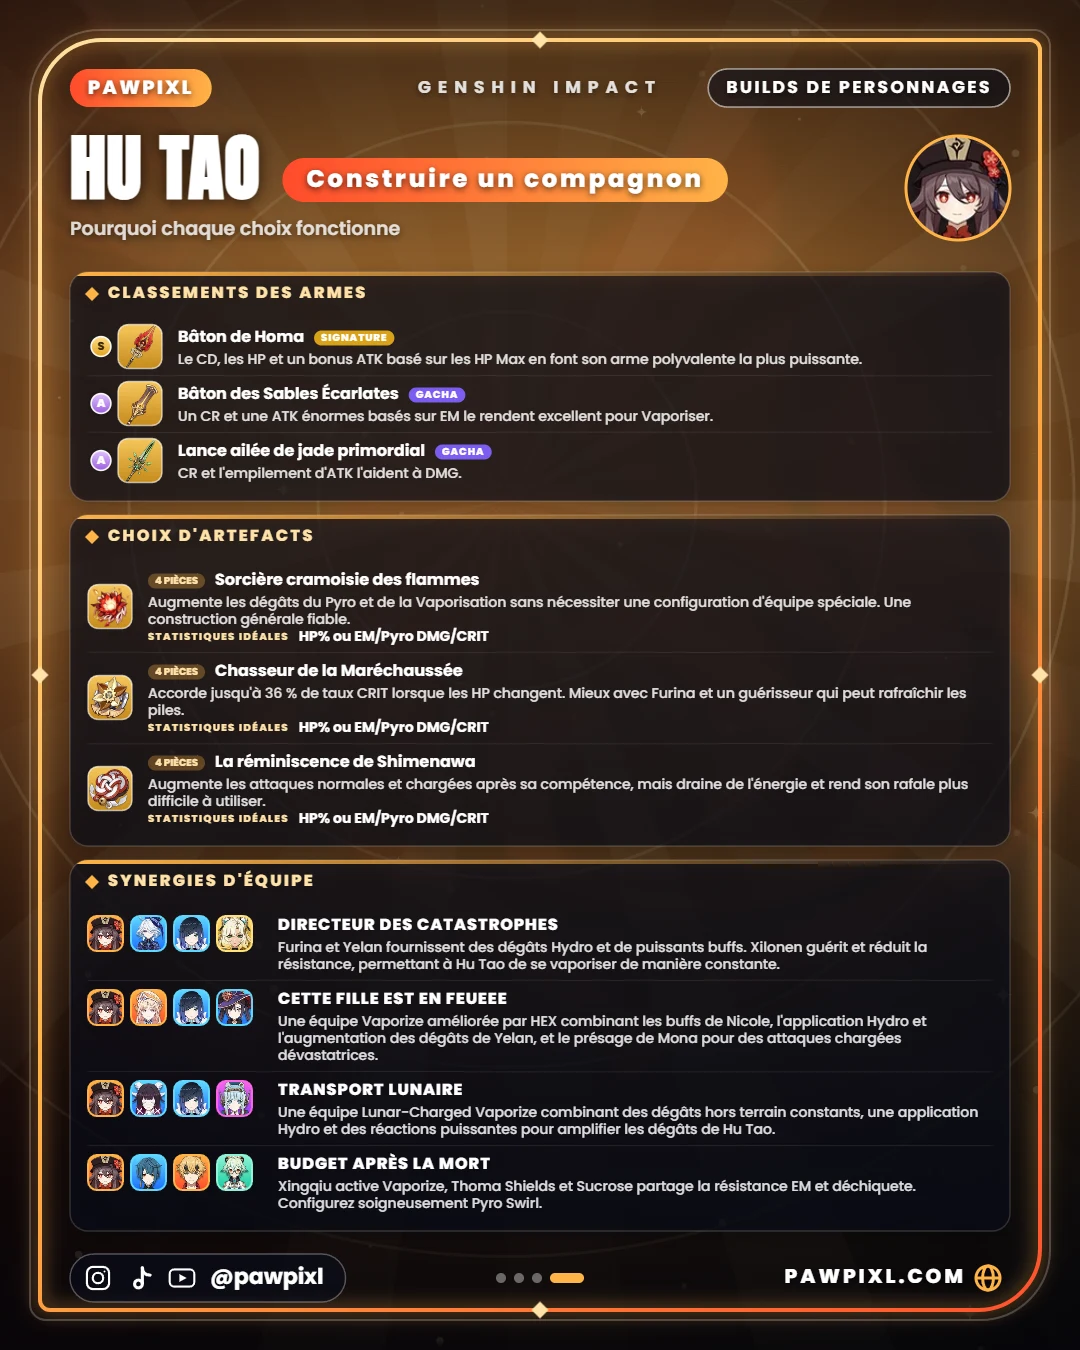 PAWPIXL
GENSHIN IMPACT
BUILDS DE PERSONNAGES
HU TAO
Construire un compagnon
Pourquoi chaque choix fonctionne
CLASSEMENTS DES ARMES
S
Bâton de Homa SIGNATURE
Le CD, les HP et un bonus ATK basé sur les HP Max en font son arme polyvalente la plus puissante.
A
Bâton des Sables Écarlates GACHA
Un CR et une ATK énormes basés sur EM le rendent excellent pour Vaporiser.
A
Lance ailée de jade primordial GACHA
CR et l'empilement d'ATK l'aident à DMG.
CHOIX D'ARTEFACTS
4 PIÈCES Sorcière cramoisie des flammes
Augmente les dégâts du Pyro et de la Vaporisation sans nécessiter une configuration d'équipe spéciale. Une
construction générale fiable.
STATISTIQUES IDÉALES HP% ou EM/Pyro DMG/CRIT
4 PIÈCES Chasseur de la Maréchaussée
Accorde jusqu'à 36 % de taux CRIT lorsque les HP changent. Mieux avec Furina et un guérisseur qui peut rafraîchir les
piles.
STATISTIQUES IDÉALES HP% ou EM/Pyro DMG/CRIT
4 PIÈCES La réminiscence de Shimenawa
Augmente les attaques normales et chargées après sa compétence, mais draine de l'énergie et rend son rafale plus
difficile à utiliser.
STATISTIQUES IDÉALES HP% ou EM/Pyro DMG/CRIT
SYNERGIES D'ÉQUIPE
DIRECTEUR DES CATASTROPHES
Furina et Yelan fournissent des dégâts Hydro et de puissants buffs. Xilonen guérit et réduit la
résistance, permettant à Hu Tao de se vaporiser de manière constante.
CETTE FILLE EST EN FEUEEE
Une équipe Vaporize améliorée par HEX combinant les buffs de Nicole, l'application Hydro et
l'augmentation des dégâts de Yelan, et le présage de Mona pour des attaques chargées
dévastatrices.
TRANSPORT LUNAIRE
Une équipe Lunar-Charged Vaporize combinant des dégâts hors terrain constants, une application
Hydro et des réactions puissantes pour amplifier les dégâts de Hu Tao.
BUDGET APRÈS LA MORT
Xingqiu active Vaporize, Thoma Shields et Sucrose partage la résistance EM et déchiquete.
Configurez soigneusement Pyro Swirl.
@pawpixl
PAWPIXL.COM